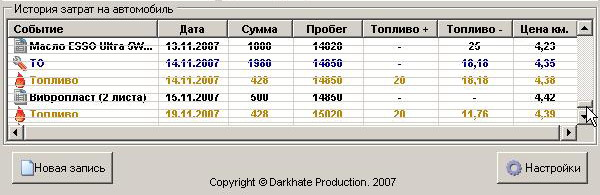 История затрат на автомобиль
Событие Дата Сумма Пробег Топливо + Топливо - Цена км.
Масло ESSO Ultra 5W... 13.11.2007 1000 14820 - 25 4,23
ТО 14.11.2007 1980 14850 - 18,18 4,35
Топливо 14.11.2007 428 14850 20 18,18 4,38
Вибропласт (2 листа) 15.11.2007 500 14850 - - 4,42
Топливо 19.11.2007 428 15020 20 11,76 4,39
Новая запись Настройки
Copyright © Darkhate Production. 2007